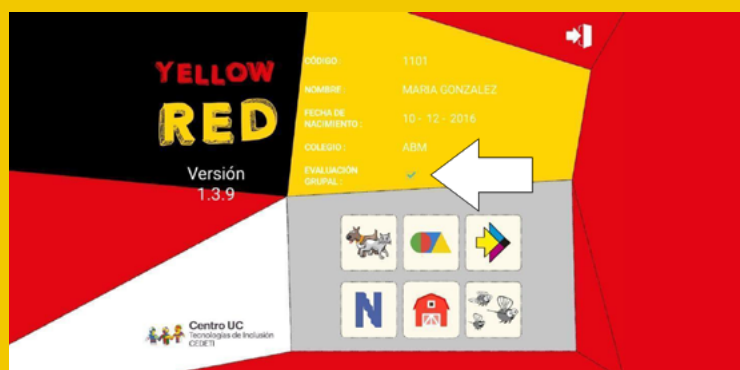 YELLOW
RED
Versión
1.3.9
CÓDIGO : 1101
NOMBRE : MARIA GONZALEZ
FECHA DE
NACIMIENTO : 10 - 12 - 2016
COLEGIO : ABM
EVALUACIÓN
GRUPAL :
N
Centro UC
Tecnologías de Inclusión
CEDETI